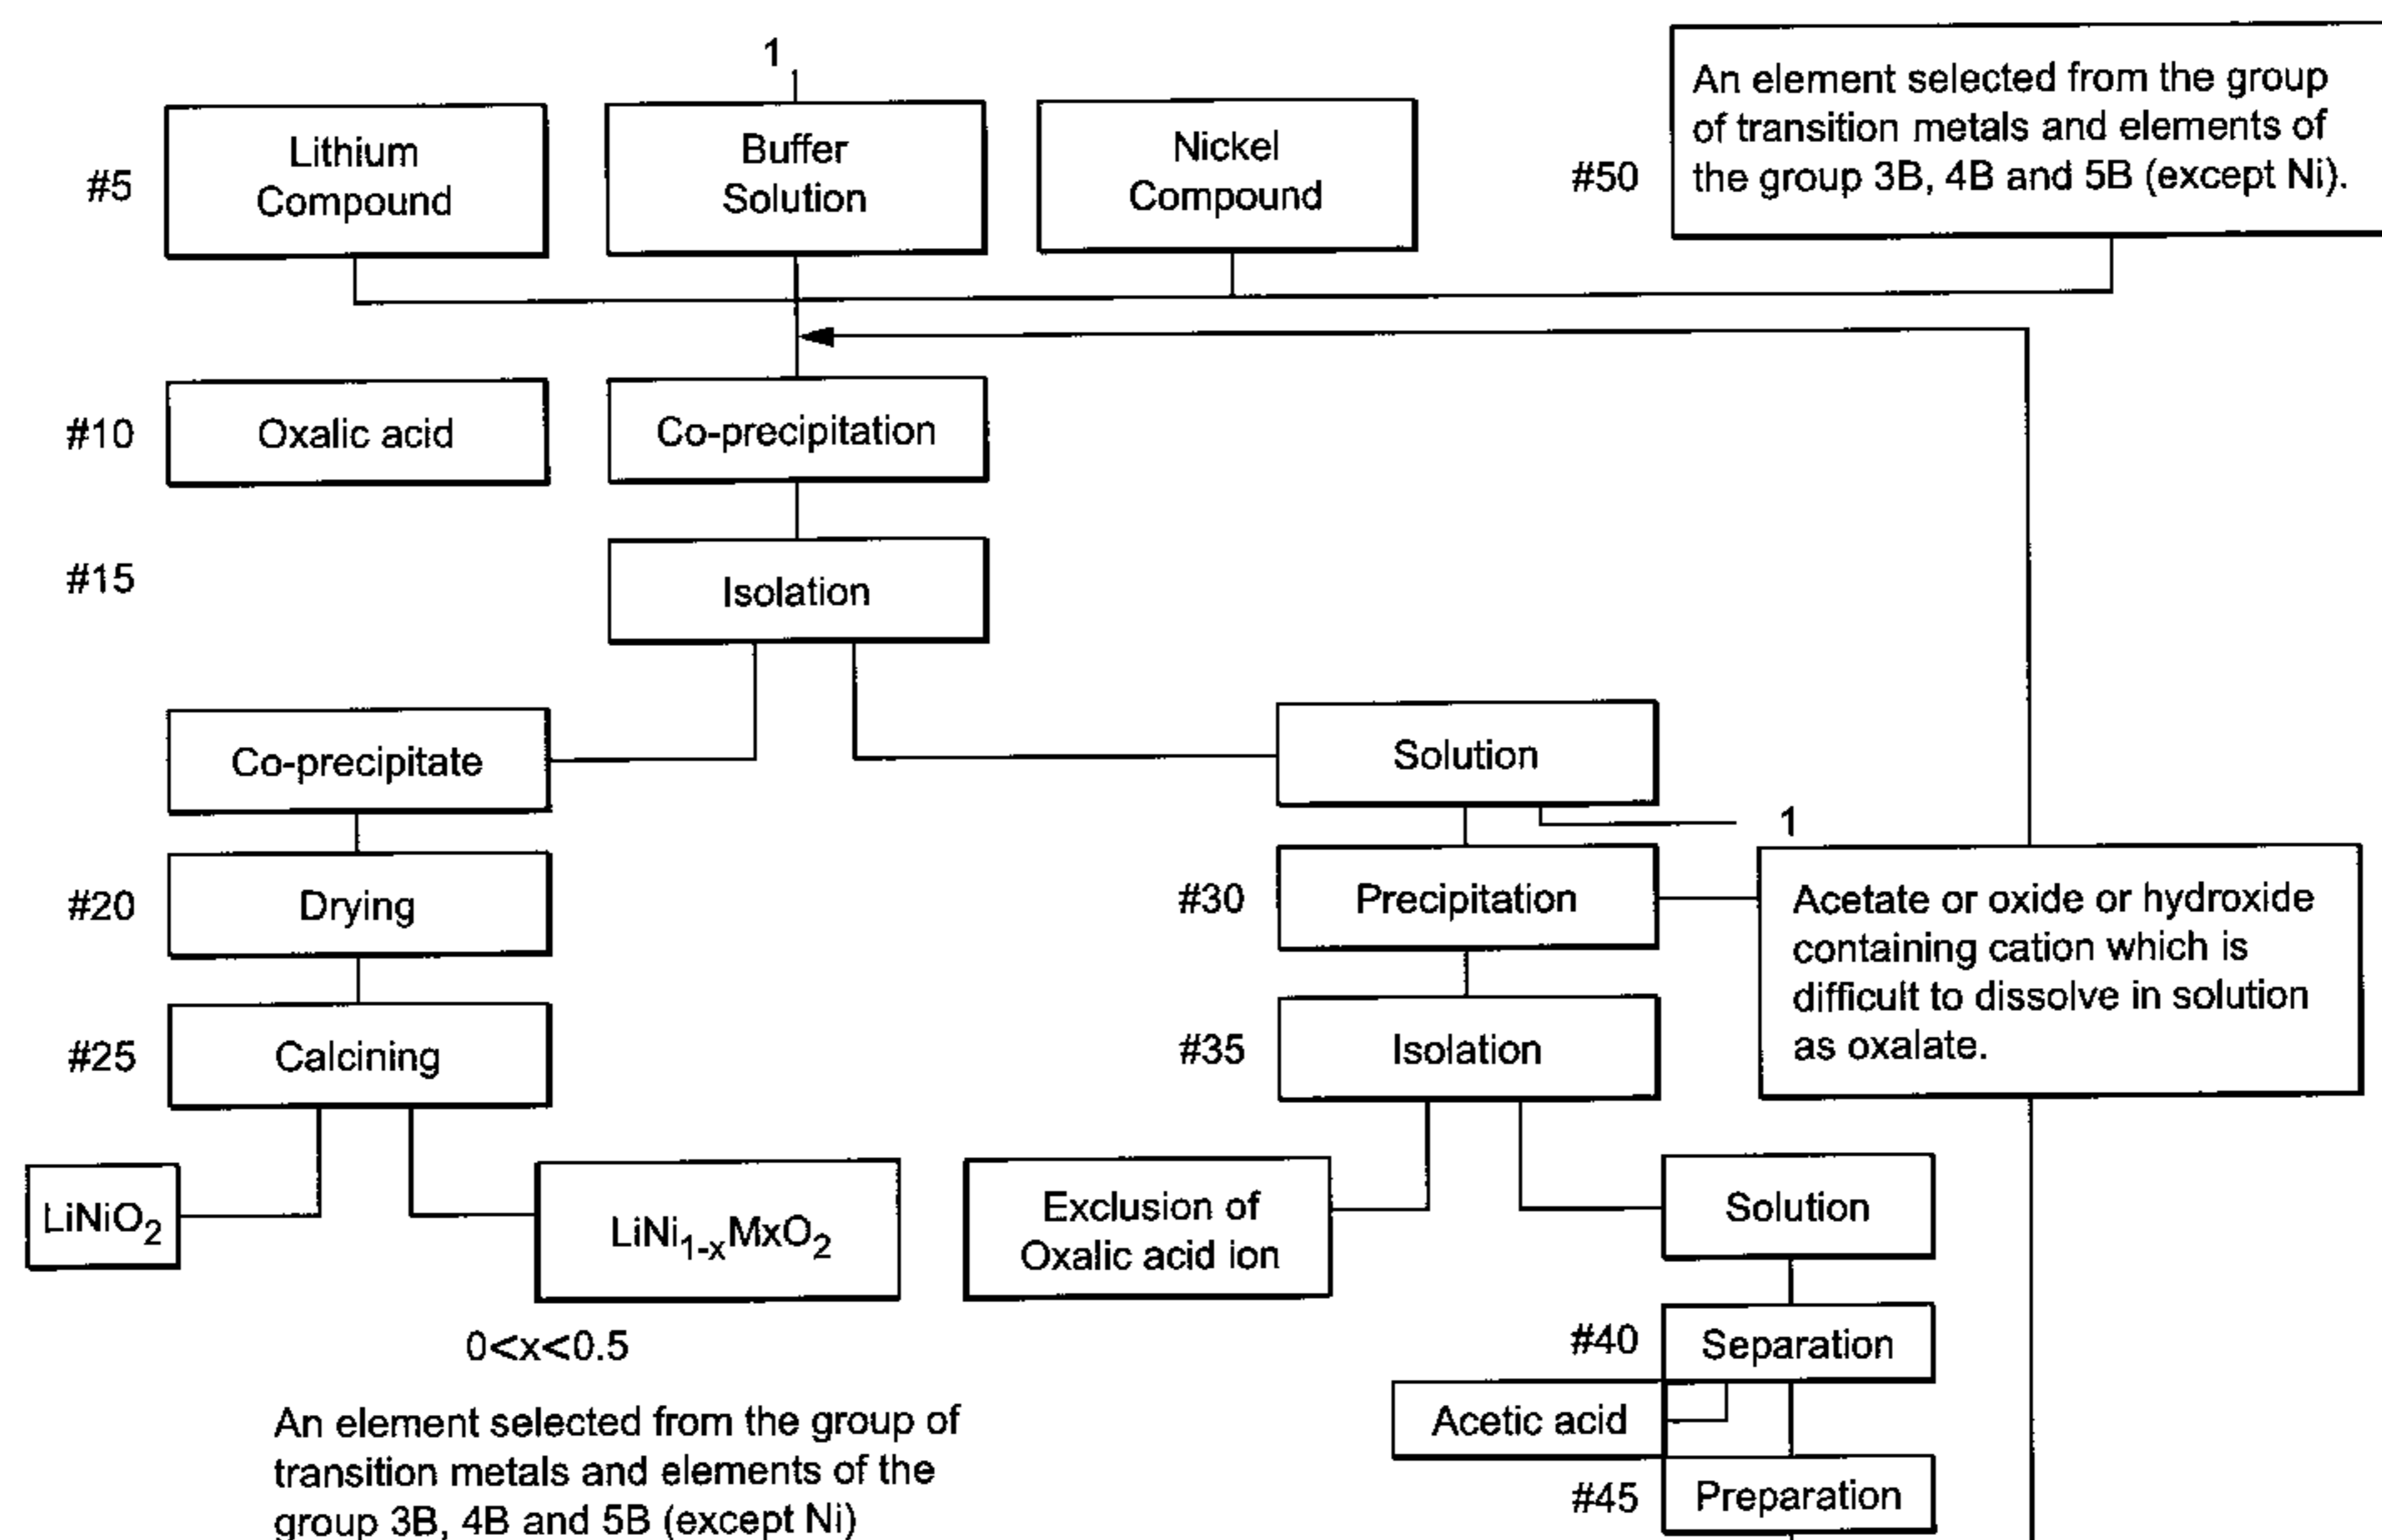 1
#5
Lithium
Compound
Buffer
Solution
Nickel
Compound
#50
An element selected from the group
of transition metals and elements of
the group 3B, 4B and 5B (except Ni).
#10
Oxalic acid
Co-precipitation
#15
Isolation
Co-precipitate
Solution
1
#20
Drying
#30
Precipitation
Acetate or oxide or hydroxide
containing cation which is
difficult to dissolve in solution
as oxalate.
#25
Calcining
#35
Isolation
LiNiO2
LiNi1-xMxO2
Exclusion of
Oxalic acid ion
Solution
0<x<0.5
#40
Separation
Acetic acid
An element selected from the group of
transition metals and elements of the
group 3B, 4B and 5B (except Ni)
#45
Preparation